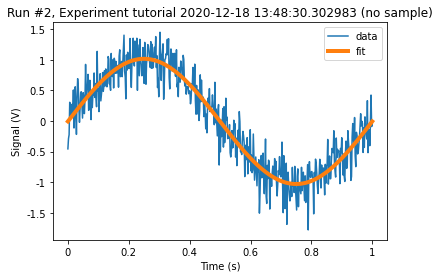 Run #2, Experiment tutorial 2020-12-18 13:48:30.302983 (no sample)
data
fit
Signal (V)
1.5
1
0.5
0
-0.5
-1
-1.5
0
0.2
0.4
0.6
0.8
1
Time (s)